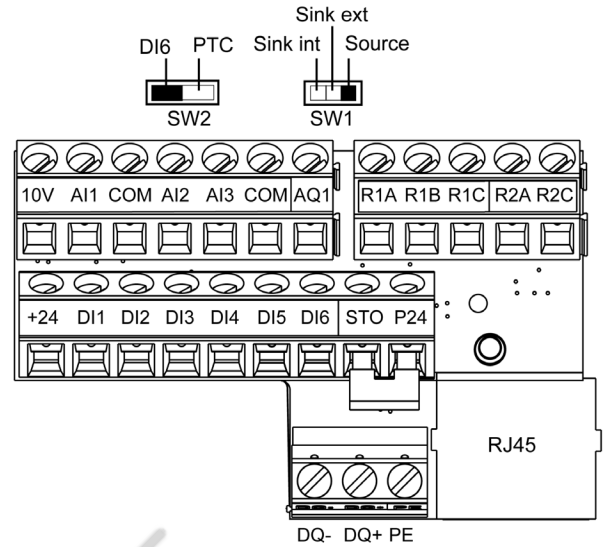 Sink ext
DI6 PTC Sink int Source
SW2 SW1
10V AI1 COM AI2 AI3 COM AQ1 R1A R1B R1C R2A R2C
+24 DI1 DI2 DI3 DI4 DI5 DI6 STO P24
RJ45
DQ- DQ+ PE